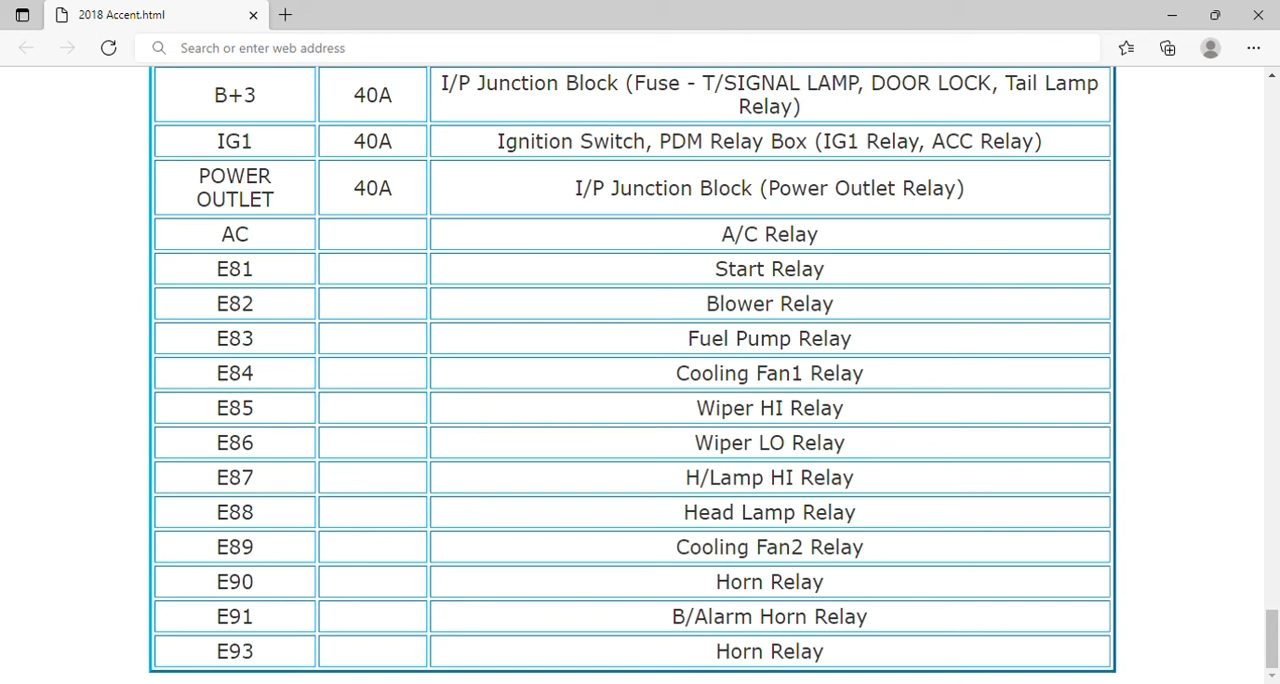 2018 Accent.html
Search or enter web address
B+3 40A I/P Junction Block (Fuse - T/SIGNAL LAMP, DOOR LOCK, Tail Lamp
Relay)
IG1 40A Ignition Switch, PDM Relay Box (IG1 Relay, ACC Relay)
POWER
OUTLET 40A I/P Junction Block (Power Outlet Relay)
AC A/C Relay
E81 Start Relay
E82 Blower Relay
E83 Fuel Pump Relay
E84 Cooling Fan1 Relay
E85 Wiper HI Relay
E86 Wiper LO Relay
E87 H/Lamp HI Relay
E88 Head Lamp Relay
E89 Cooling Fan2 Relay
E90 Horn Relay
E91 B/Alarm Horn Relay
E93 Horn Relay